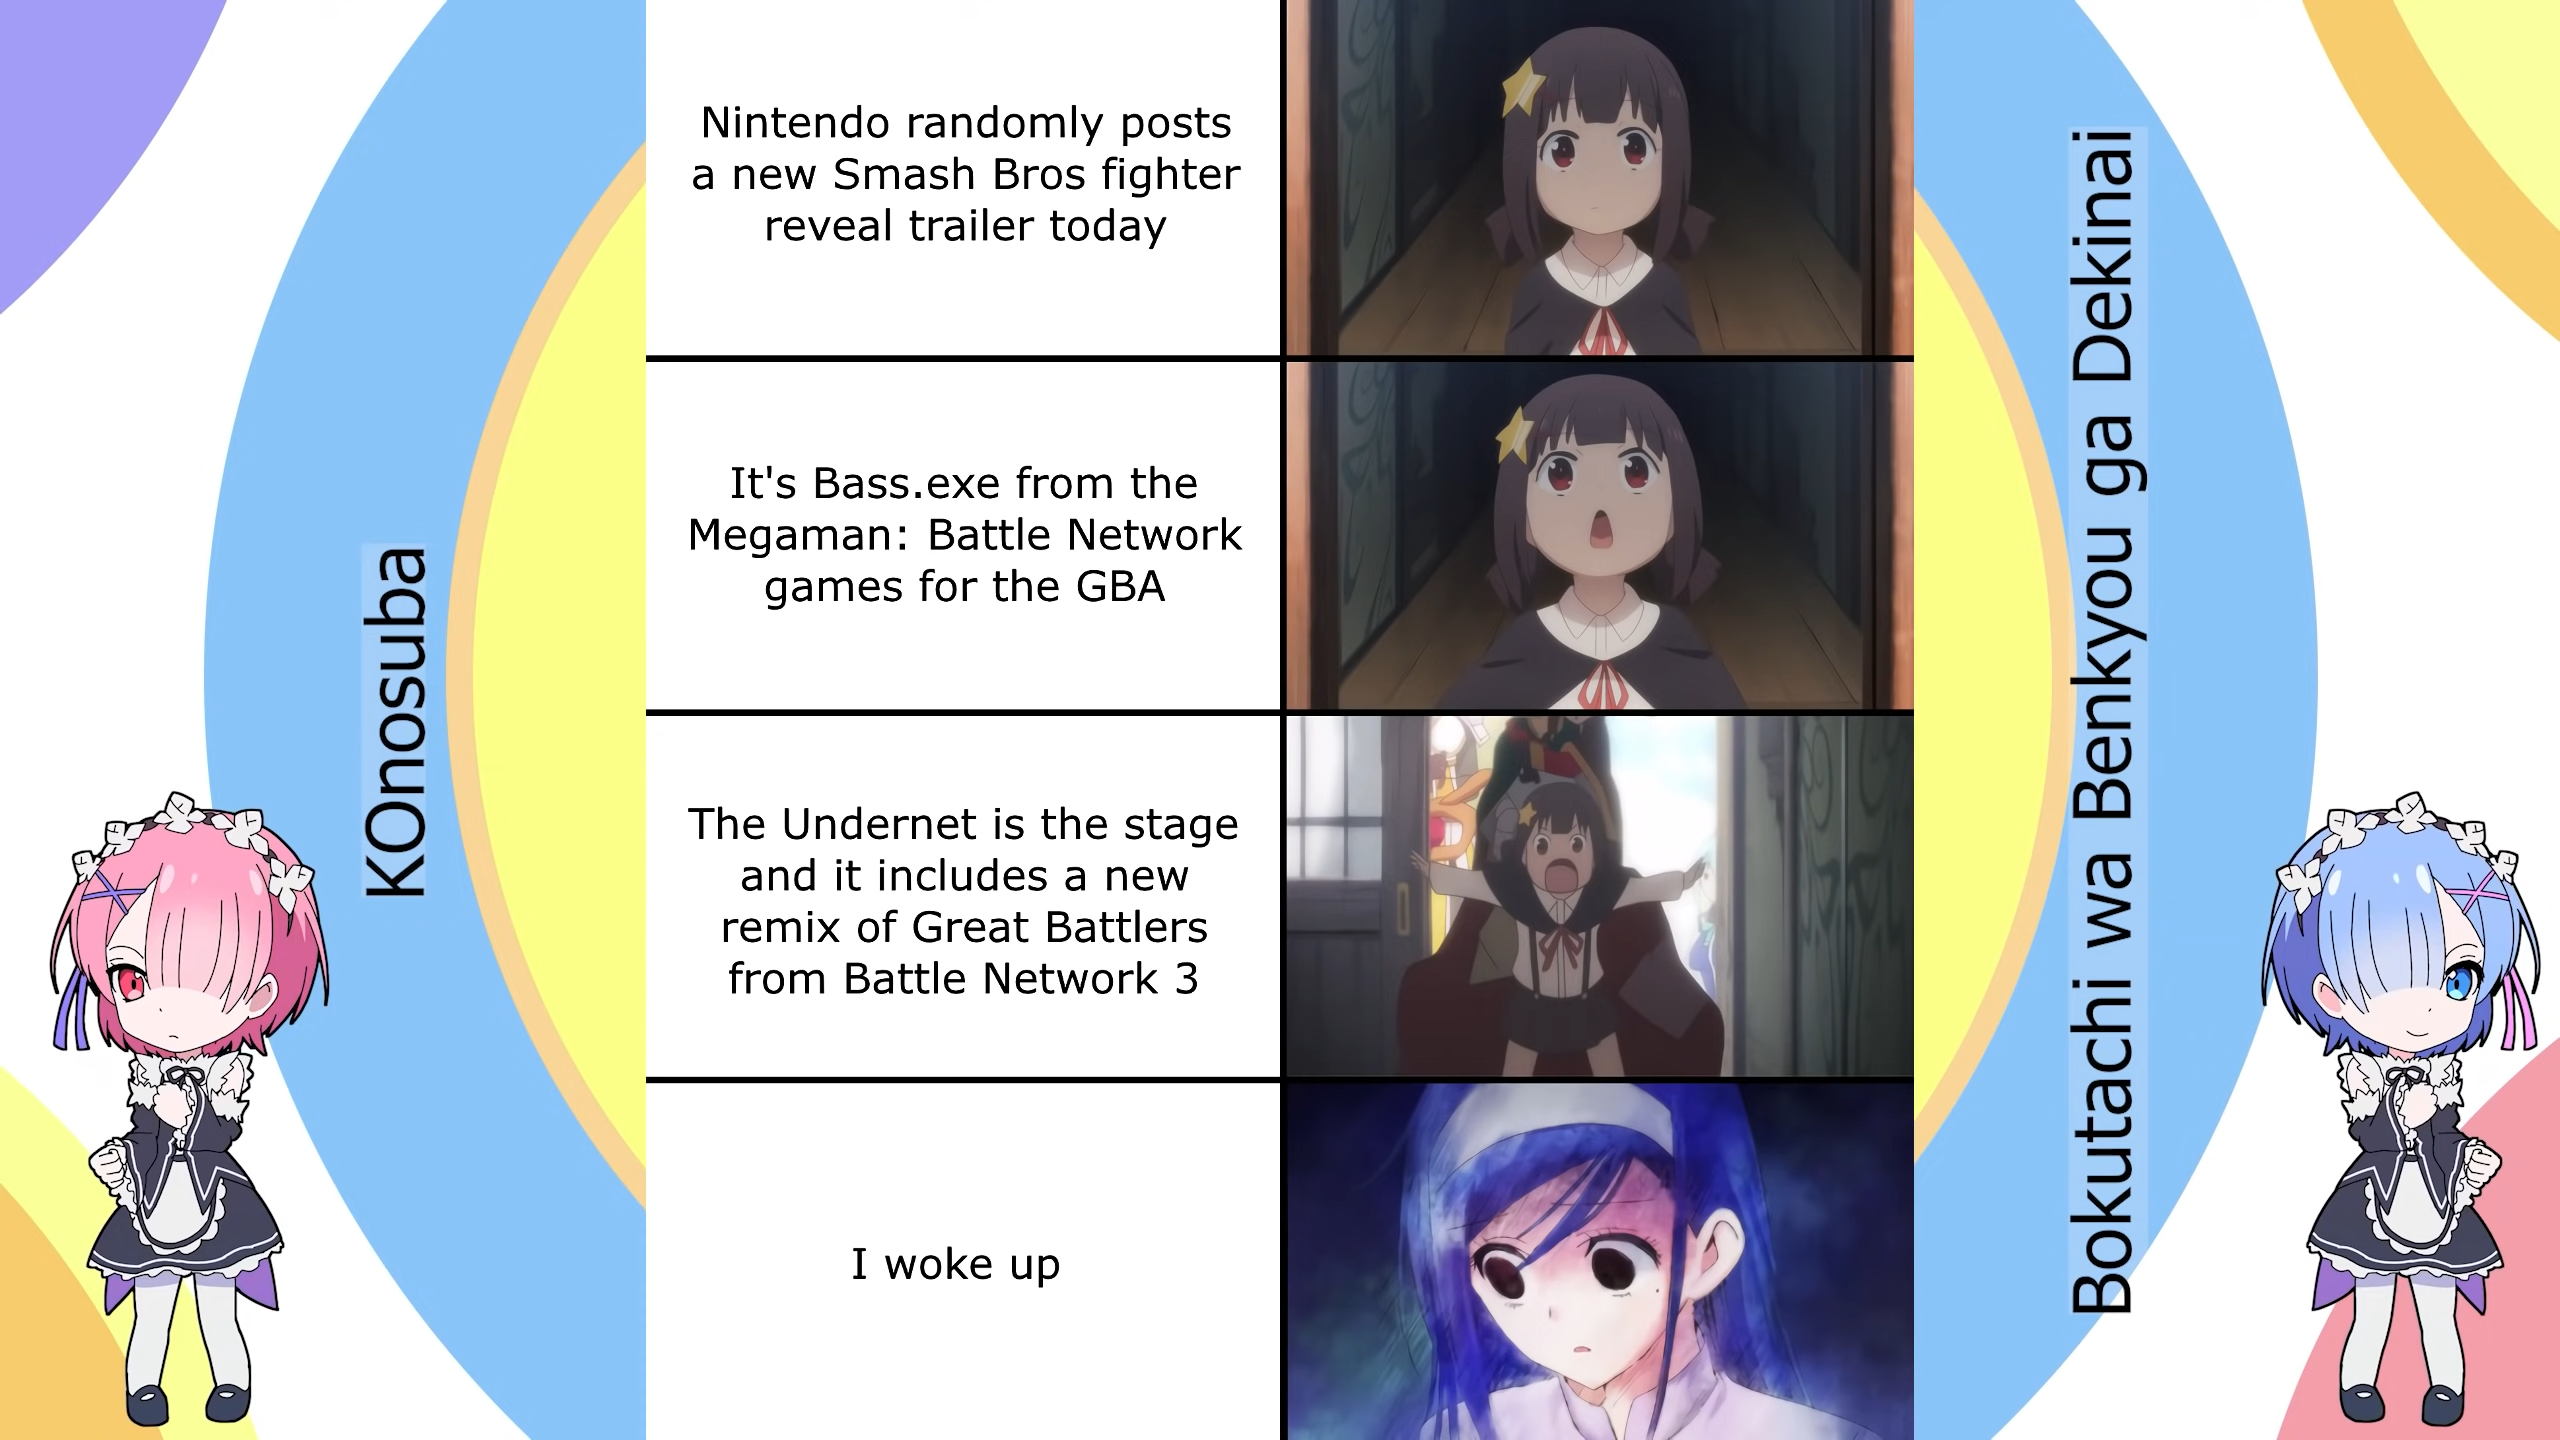 KOnosuba
Nintendo randomly posts
a new Smash Bros fighter
reveal trailer today
It's Bass.exe from the
Megaman: Battle Network
games for the GBA
The Undernet is the stage
and it includes a new
remix of Great Battlers
from Battle Network 3
I woke up
Bokutachi wa Benkyou ga Dekinai